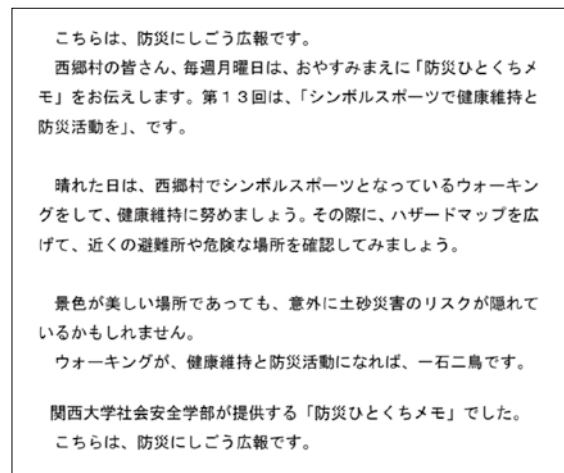 こちらは、防災にしごう広報です。
西郷村の皆さん、毎週月曜日は、おやすみまえに「防災ひとくちメ
モ」をお伝えします。第１３回は、「シンボルスポーツで健康維持と
防災活動を」、です。
晴れた日は、西郷村でシンボルスポーツとなっているウォーキン
グをして、健康維持に努めましょう。その際に、ハザードマップを広
げて、近くの避難所や危険な場所を確認してみましょう。
景色が美しい場所であっても、意外に土砂災害のリスクが隠れて
いるかもしれません。
ウォーキングが、健康維持と防災活動になれば、一石二鳥です。
関西大学社会安全学部が提供する「防災ひとくちメモ」でした。
こちらは、防災にしごう広報です。